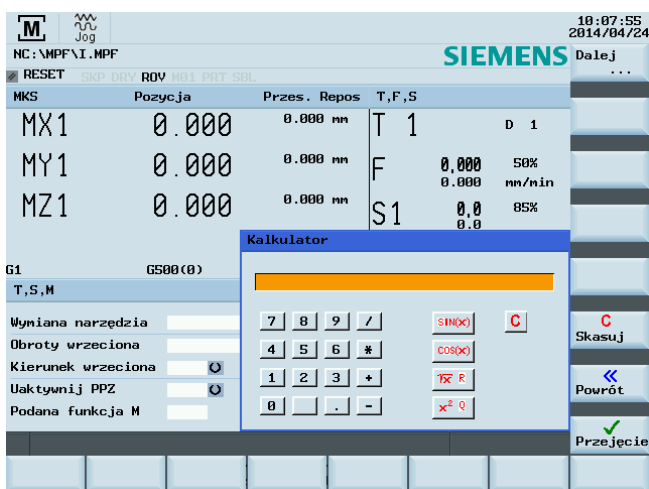 M Jog 10:07:55
2014/04/24
NC:\MPF\I.MPF SIEMENS Dalej
...
RESET SKP DRY ROV M01 PRT SBL
MKS Pozycja Przes. Repos T,F,S
MX1 0.000 0.000 mm T 1 D 1
MY1 0.000 0.000 mm F 0,000 50%
0.000 mm/min
MZ1 0.000 0.000 mm S1 0,0 85%
0.0
Kalkulator
G1 G500(0)
T,S,M
Wymiana narzędzia 7 8 9 / SIN(x) C C
Kasuj
Obroty wrzeciona 4 5 6 * COS(x)
Kierunek wrzeciona 1 2 3 + √x R
Uaktywnij PPZ Powrót
Podana funkcja M 0 . - x² Q
Przejęcie